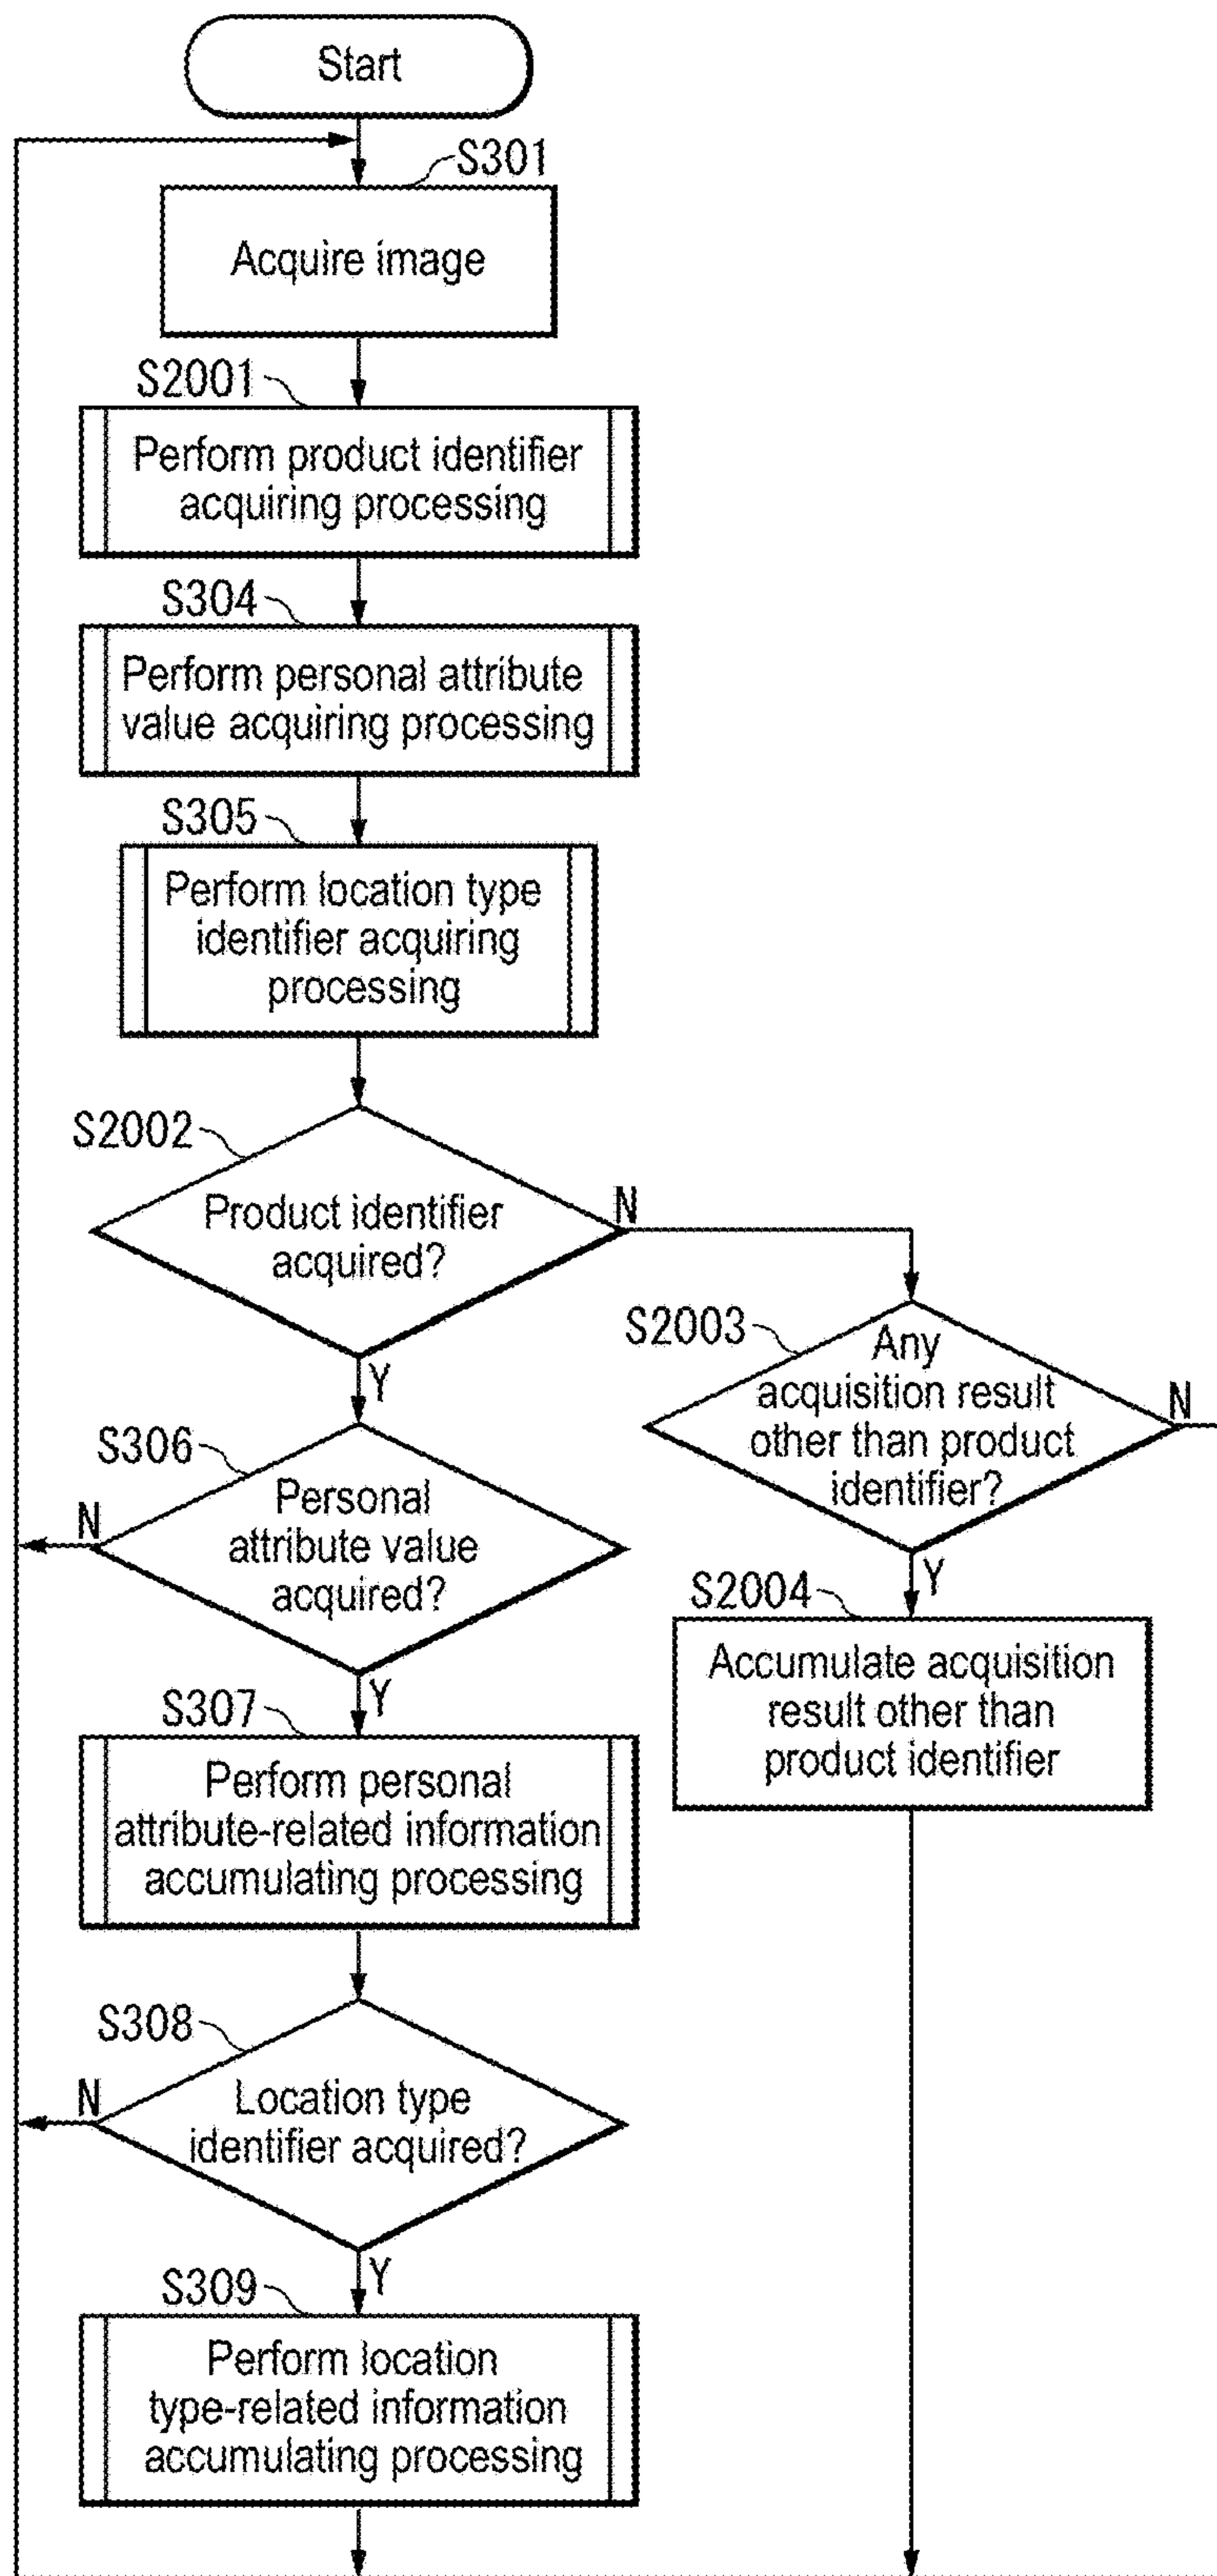 Start
S301
Acquire image
S2001
Perform product identifier
acquiring processing
S304
Perform personal attribute
value acquiring processing
S305
Perform location type
identifier acquiring
processing
S2002
Product identifier
acquired?
N
Y
S2003
Any
acquisition result
other than product
identifier?
N
Y
S306
Personal
attribute value
acquired?
N
Y
S2004
Accumulate acquisition
result other than
product identifier
S307
Perform personal
attribute-related information
accumulating processing
S308
Location type
identifier acquired?
N
Y
S309
Perform location
type-related information
accumulating processing